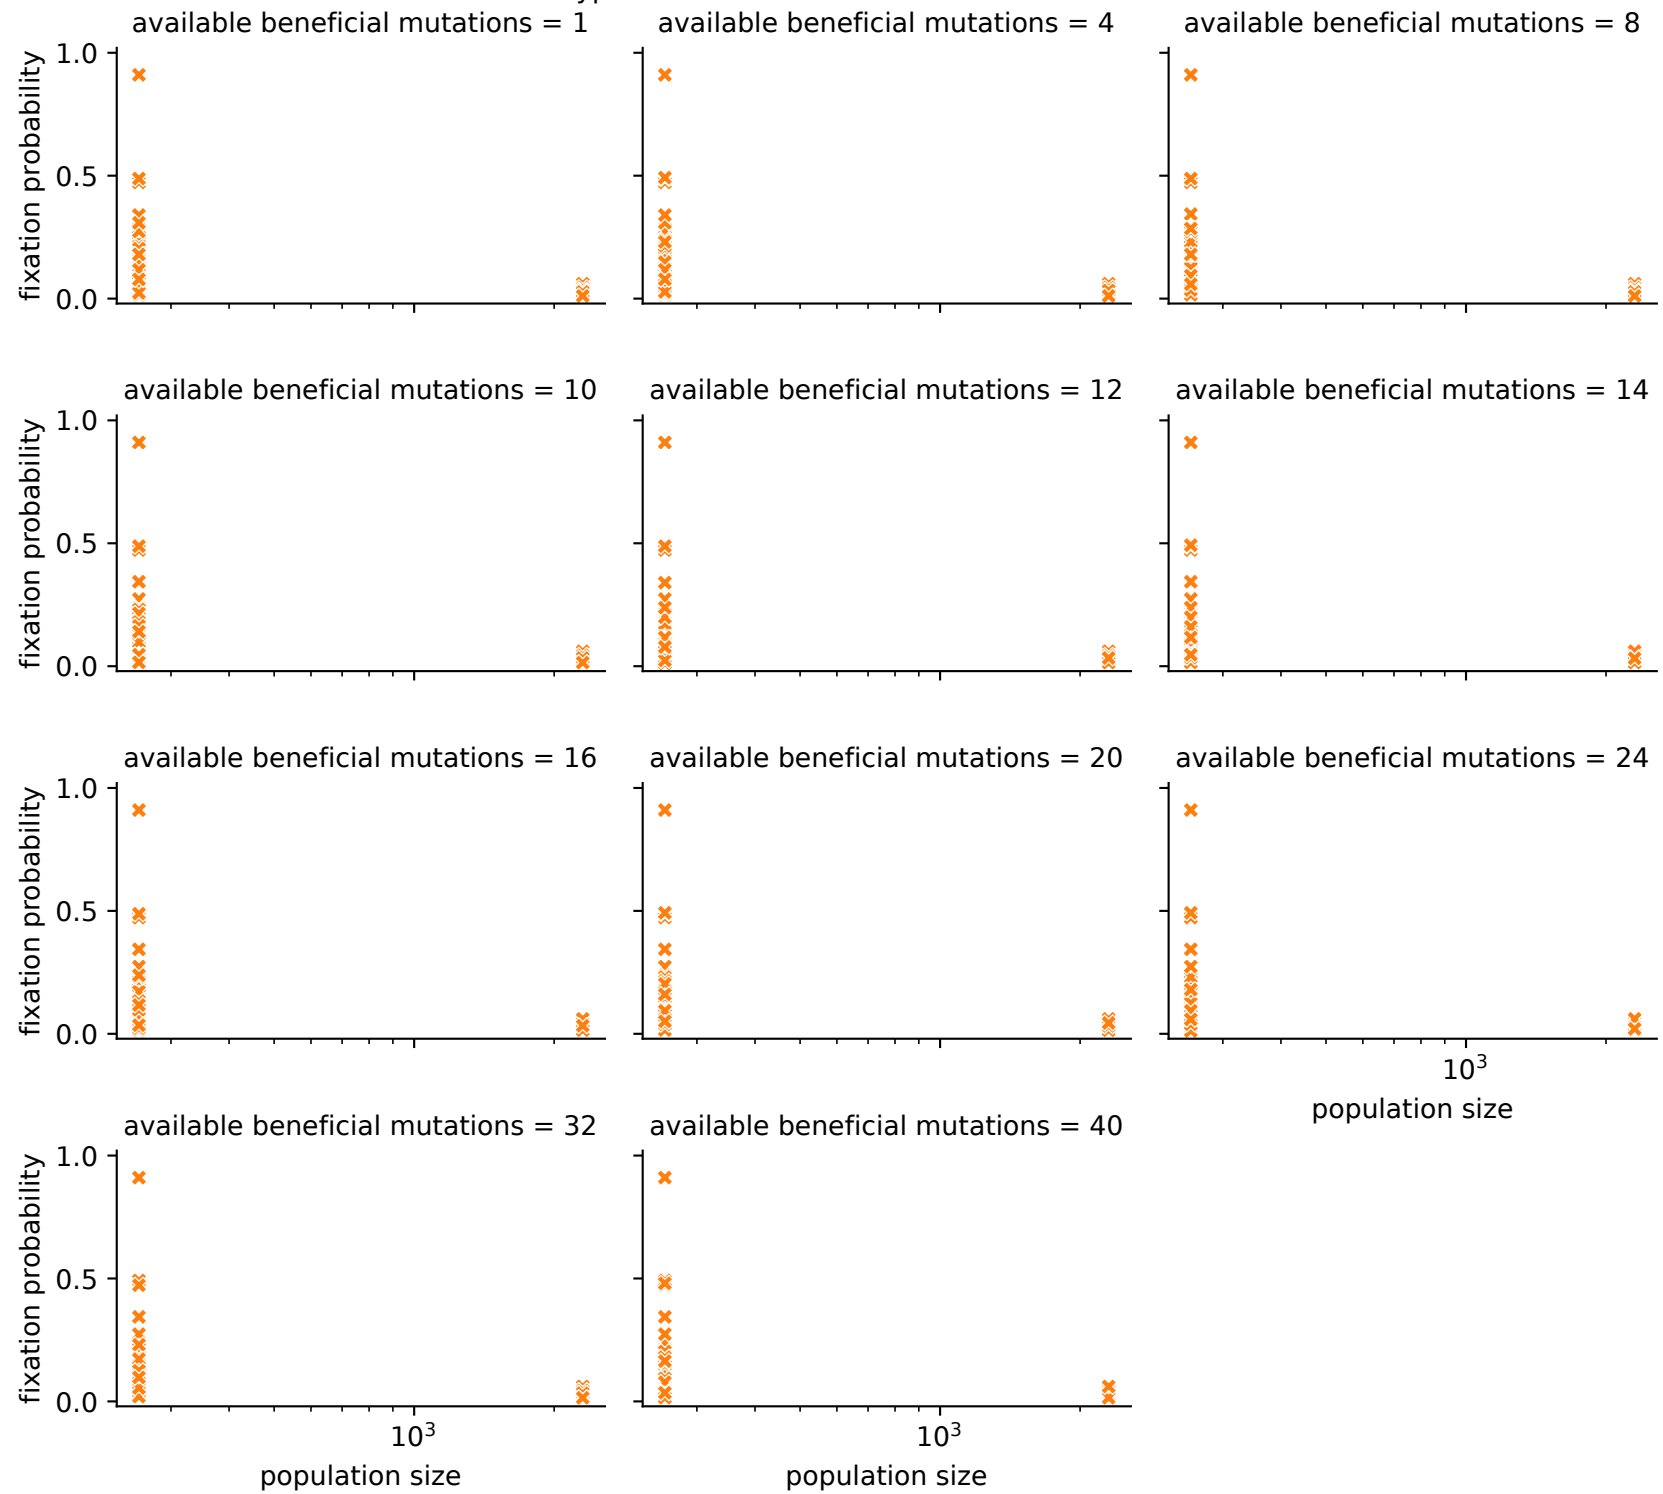 available beneficial mutations = 1
available beneficial mutations = 4
available beneficial mutations = 8
fixation probability
1.0
0.5
0.0
available beneficial mutations = 10
available beneficial mutations = 12
available beneficial mutations = 14
fixation probability
1.0
0.5
0.0
available beneficial mutations = 16
available beneficial mutations = 20
available beneficial mutations = 24
fixation probability
1.0
0.5
0.0
10³
population size
available beneficial mutations = 32
available beneficial mutations = 40
fixation probability
1.0
0.5
0.0
10³
10³
population size
population size